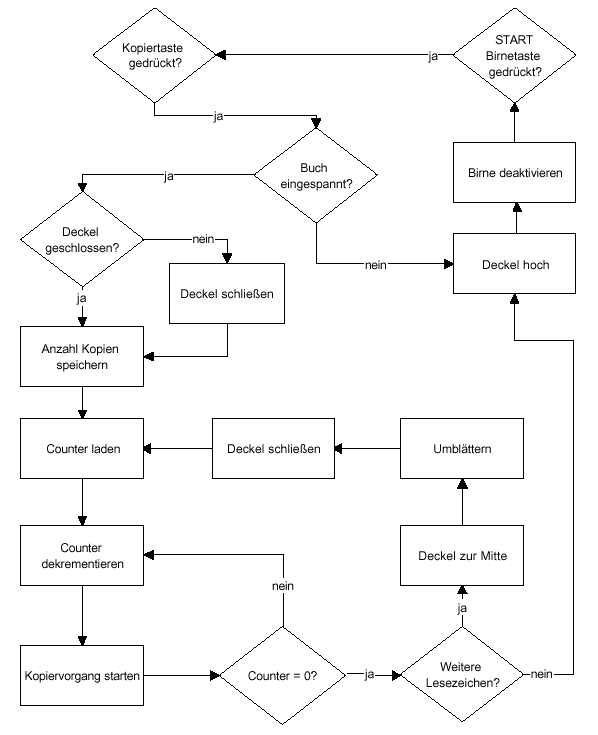 Kopiertaste
gedrückt?
ja
START
Birnetaste
gedrückt?
ja
Buch
eingespannt?
Birne deaktivieren
ja
Deckel
geschlossen?
nein
nein
Deckel hoch
ja
Deckel schließen
Anzahl Kopien
speichern
Counter laden
Deckel schließen
Umblättern
Counter
dekrementieren
nein
Deckel zur Mitte
ja
Kopiervorgang starten
Counter = 0?
ja
Weitere
Lesezeichen?
nein